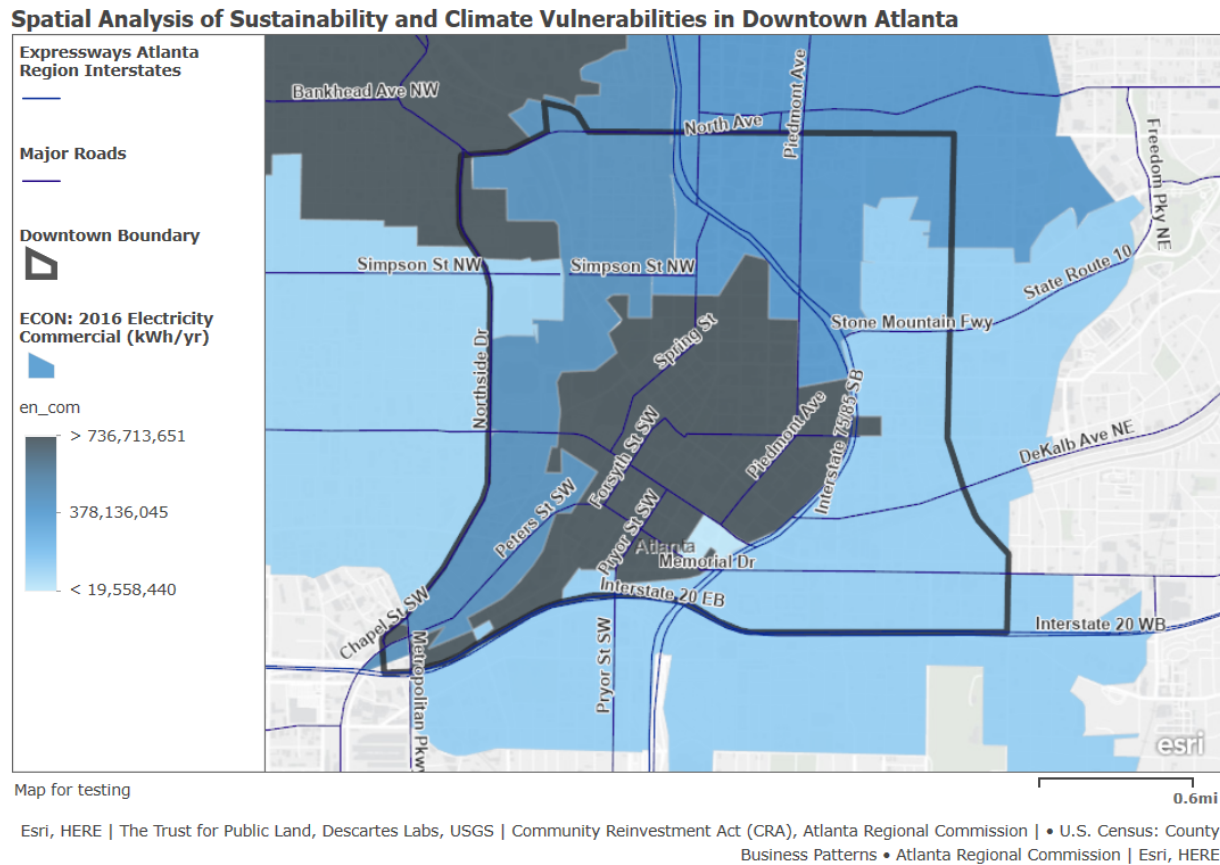 Spatial Analysis of Sustainability and Climate Vulnerabilities in Downtown Atlanta
Expressways Atlanta
Region Interstates
Major Roads
Downtown Boundary
ECON: 2016 Electricity
Commercial (kWh/yr)
en_com
> 736,713,651
378,136,045
< 19,558,440
Bankhead Ave NW
North Ave
Piedmont Ave
Freedom Pky NE
Simpson St NW
Simpson St NW
State Route 10
Stone Mountain Fwy
Northside Dr
Spring St
Interstate 75/85 SB
Piedmont Ave
Forsyth St SW
DeKalb Ave NE
Peters St SW
Pryor St SW
Atlanta
Memorial Dr
Interstate 20 EB
Chapel St SW
Interstate 20 WB
Metropolitan Pkwy
Pryor St SW
esri
Map for testing
0.6mi
Esri, HERE | The Trust for Public Land, Descartes Labs, USGS | Community Reinvestment Act (CRA), Atlanta Regional Commission | • U.S. Census: County
Business Patterns • Atlanta Regional Commission | Esri, HERE